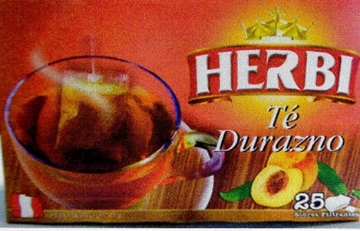 HERBI
Té
Durazno
25
Sobres Filtrantes